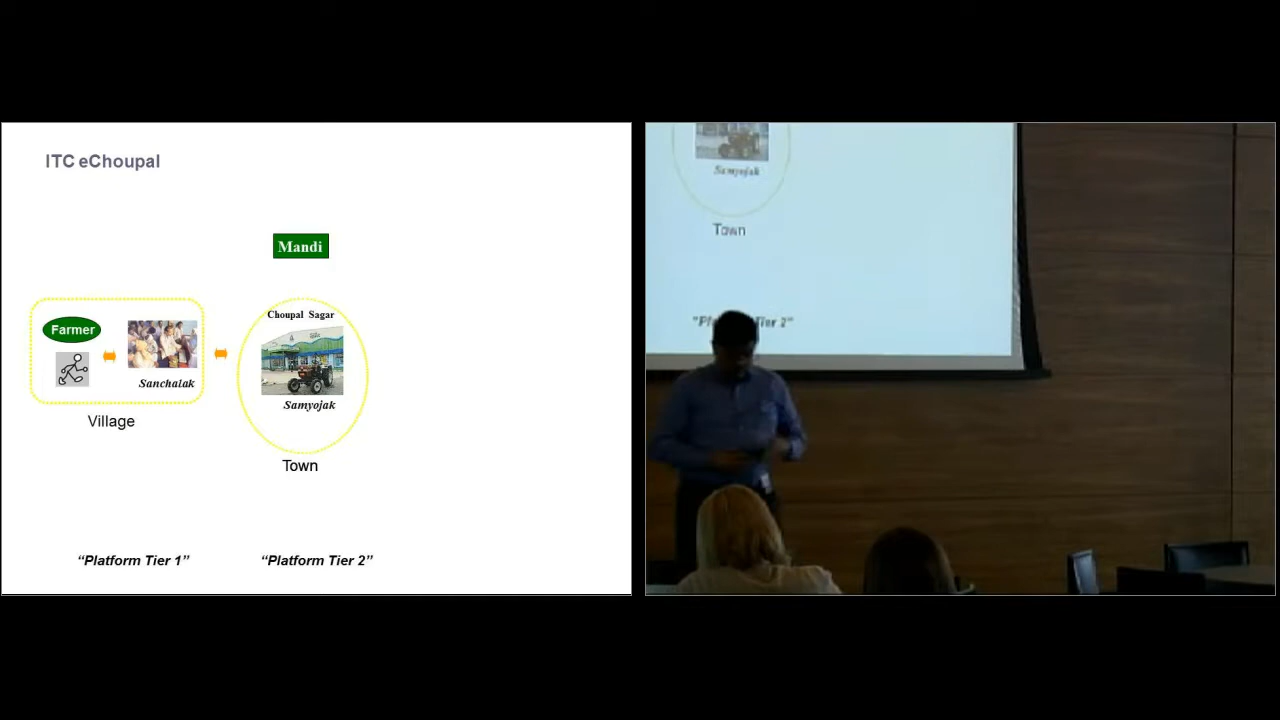 ITC eChoupal
Mandi
Farmer
Sanchalak
Village
Choupal Sagar
Samyojak
Town
“Platform Tier 1”
“Platform Tier 2”
Samyojak
Town
Tier 2”